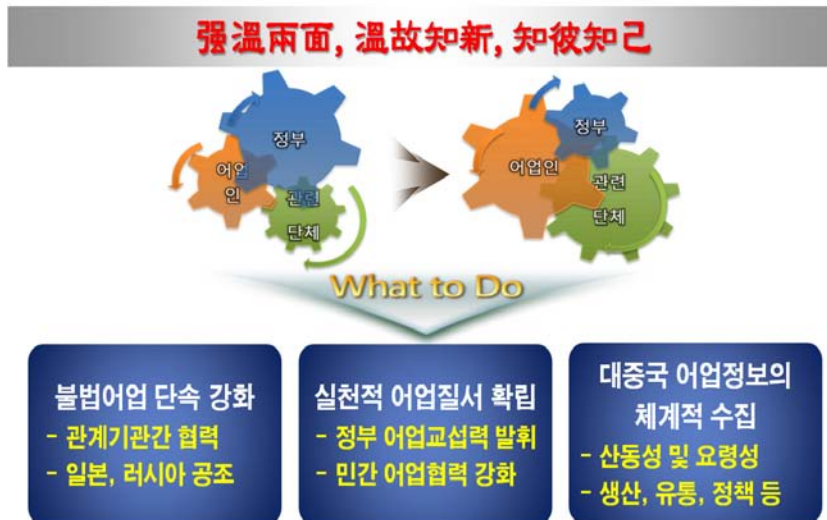 强溫兩面, 溫故知新, 知彼知己
정부
어업
인
관련
단체
정부
어업인
관련
단체
What to Do
불법어업 단속 강화
- 관계기관간 협력
- 일본, 러시아 공조
실천적 어업질서 확립
- 정부 어업교섭력 발휘
- 민간 어업협력 강화
대중국 어업정보의
체계적 수집
- 산동성 및 요령성
- 생산, 유통, 정책 등